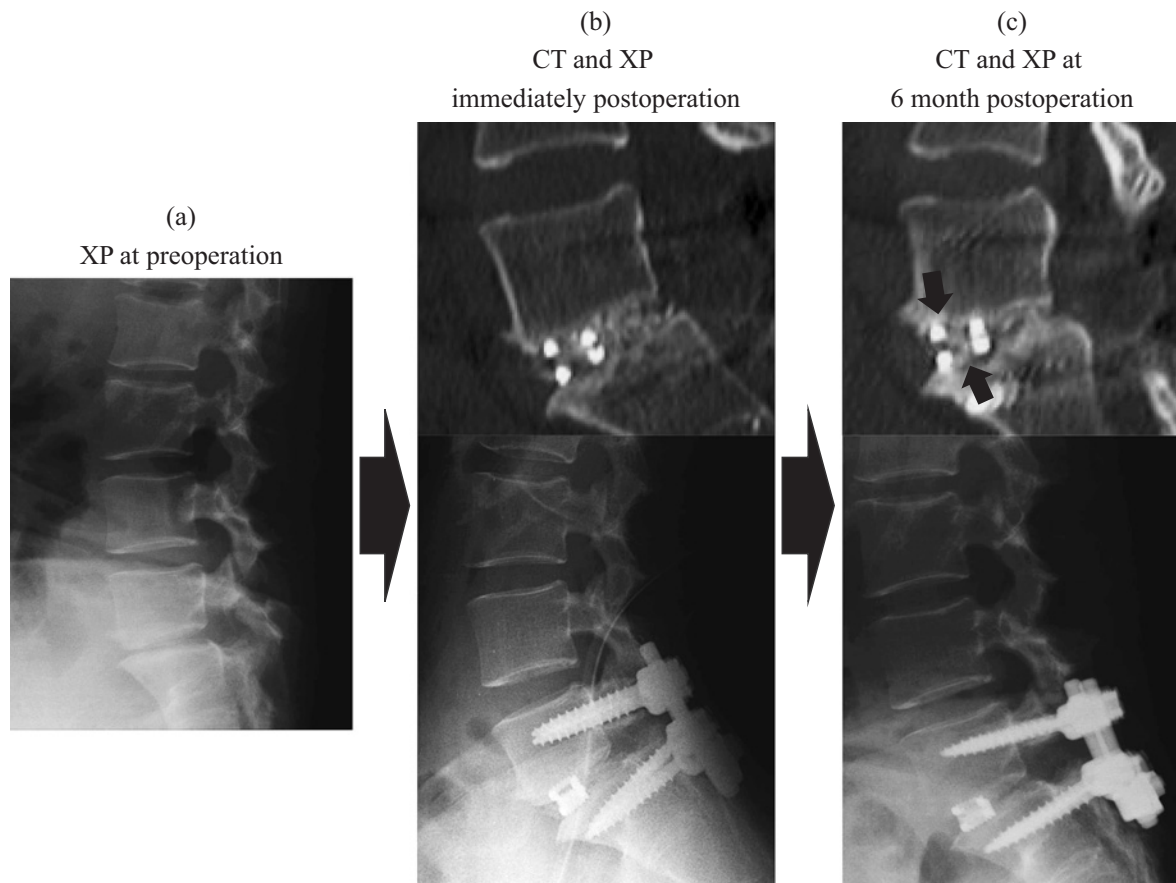 (a)
XP at preoperation
(b)
CT and XP
immediately postoperation
(c)
CT and XP at
6 month postoperation